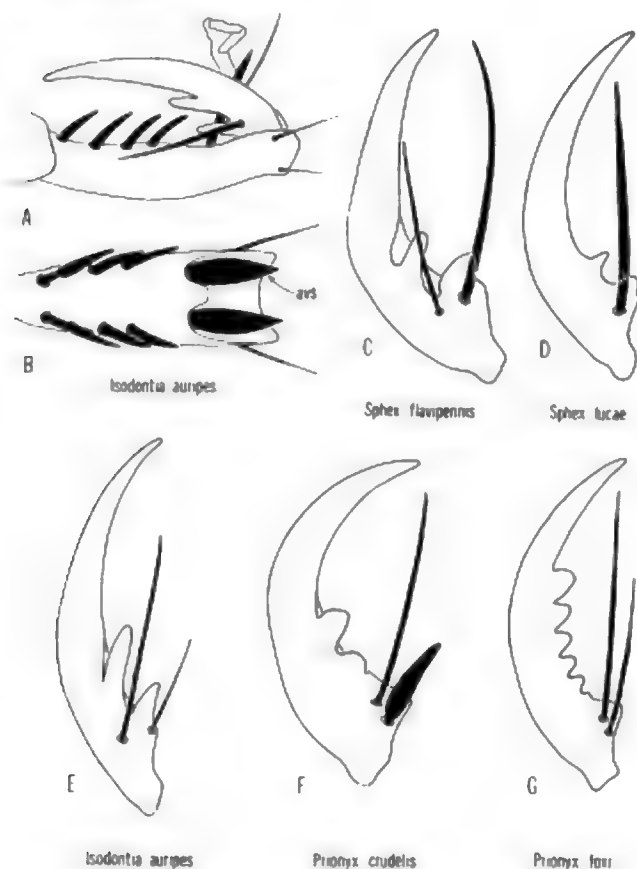 A
B
avs
Isodontia auripes
C
D
Sphex flavipennis
Sphex lucae
E
F
G
Isodontia auripes
Prionyx crudelis
Prionyx foxi